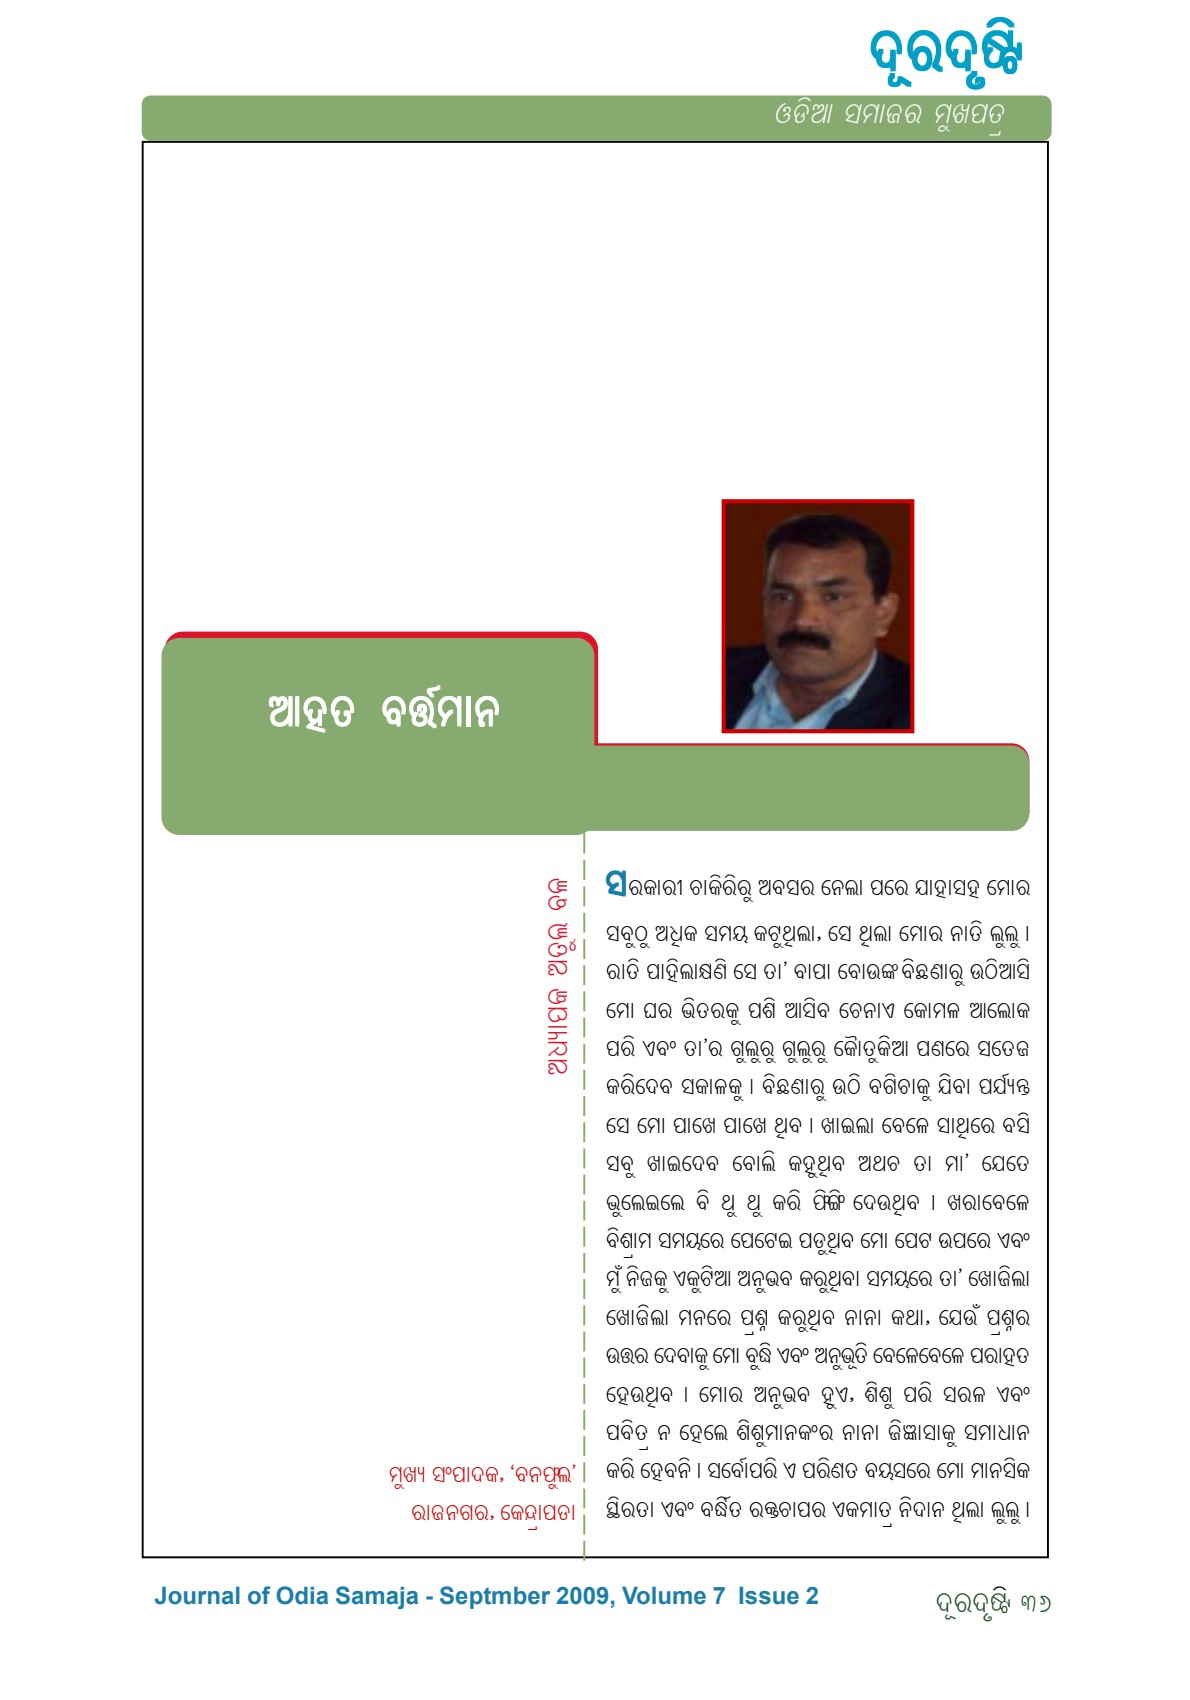 ଦୂରଦୃଷ୍ଟି
ଓଡିଆ ସମାଜର ମୁଖପତ୍ର
ଆହତ ବର୍ତ୍ତମାନ
ଅଧ୍ୟାପକ ଅତୁଲ ବଳ
ସରକାରୀ ଚାକିରିରୁ ଅବସର ନେଲା ପରେ ଯାହାସହ ମୋର
ସବୁଠୁ ଅଧିକ ସମୟ କଟୁଥିଲା, ସେ ଥିଲା ମୋର ନାତି ଲୁଲୁ ।
ରାତି ପାହିଲାକ୍ଷଣି ସେ ତା’ ବାପା ବୋଉଙ୍କ ବିଛଣାରୁ ଉଠିଆସି
ମୋ ଘର ଭିତରକୁ ପଶି ଆସିବ ଚେନାଏ କୋମଳ ଆଲୋକ
ପରି ଏବଂ ତା’ର ଗୁଲୁରୁ ଗୁଲୁରୁ କୌତୁକିଆ ପଣରେ ସତେଜ
କରିଦେବ ସକାଳକୁ । ବିଛଣାରୁ ଉଠି ବଗିଚାକୁ ଯିବା ପର୍ଯ୍ୟନ୍ତ
ସେ ମୋ ପାଖେ ପାଖେ ଥିବ । ଖାଇଲା ବେଳେ ସାଥିରେ ବସି
ସବୁ ଖାଇଦେବ ବୋଲି କହୁଥିବ ଅଥଚ ତା ମା’ ଯେତେ
ଭୁଲେଇଲେ ବି ଥୁ ଥୁ କରି ଫିଙ୍ଗି ଦେଉଥିବ । ଖରାବେଳେ
ବିଶ୍ରାମ ସମୟରେ ପେଟେଇ ପଡୁଥିବ ମୋ ପେଟ ଉପରେ ଏବଂ
ମୁଁ ନିଜକୁ ଏକୁଟିଆ ଅନୁଭବ କରୁଥିବା ସମୟରେ ତା’ ଖୋଜିଲା
ଖୋଜିଲା ମନରେ ପ୍ରଶ୍ନ କରୁଥିବ ନାନା କଥା, ଯେଉଁ ପ୍ରଶ୍ନର
ଉତ୍ତର ଦେବାକୁ ମୋ ବୁଦ୍ଧି ଏବଂ ଅନୁଭୂତି ବେଳେବେଳେ ପରାହତ
ହେଉଥିବ । ମୋର ଅନୁଭବ ହୁଏ, ଶିଶୁ ପରି ସରଳ ଏବଂ
ପବିତ୍ର ନ ହେଲେ ଶିଶୁମାନକଂର ନାନା ଜିଜ୍ଞାସାକୁ ସମାଧାନ
କରି ହେବନି । ସର୍ବୋପରି ଏ ପରିଣତ ବୟସରେ ମୋ ମାନସିକ
ସ୍ଥିରତା ଏବଂ ବର୍ଦ୍ଧିତ ରକ୍ତଚାପର ଏକମାତ୍ର ନିଦାନ ଥିଲା ଲୁଲୁ ।
ମୁଖ୍ୟ ସଂପାଦକ, ‘ବନଫୁଲ’
ରାଜନଗର, କେନ୍ଦ୍ରାପଡା
Journal of Odia Samaja - Septmber 2009, Volume 7 Issue 2
ଦୂରଦୃଷ୍ଟି ୩୬